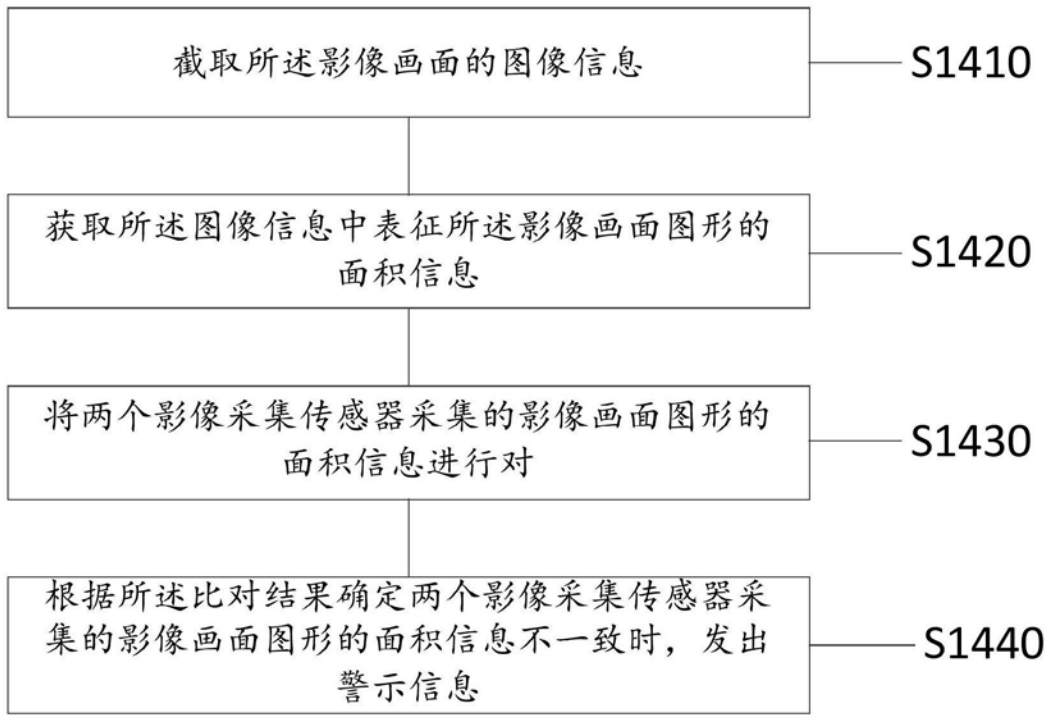 截取所述影像画面的图像信息
S1410
获取所述图像信息中表征所述影像画面图形的
面积信息
S1420
将两个影像采集传感器采集的影像画面图形的
面积信息进行对
S1430
根据所述比对结果确定两个影像采集传感器采
集的影像画面图形的面积信息不一致时，发出
警示信息
S1440